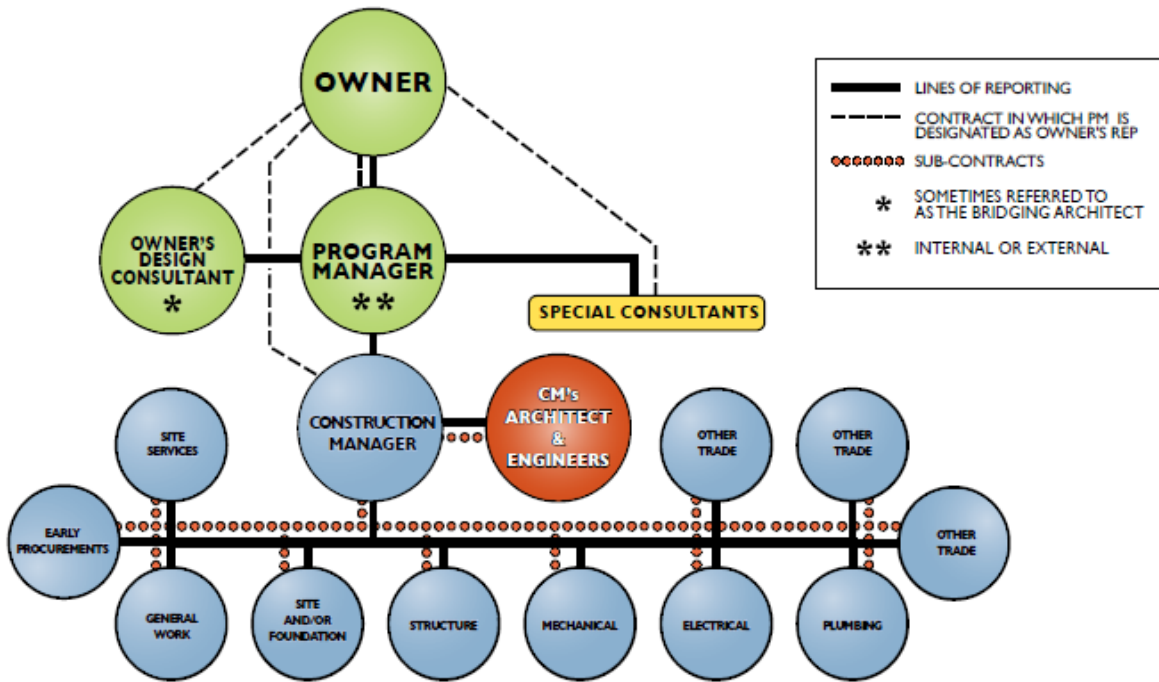 OWNER
OWNER'S
DESIGN
CONSULTANT
*
PROGRAM
MANAGER
**
SPECIAL CONSULTANTS
LINES OF REPORTING
CONTRACT IN WHICH PM IS
DESIGNATED AS OWNER'S REP
SUB-CONTRACTS
* SOMETIMES REFERRED TO
AS THE BRIDGING ARCHITECT
** INTERNAL OR EXTERNAL
CONSTRUCTION
MANAGER
CM's
ARCHITECT
&
ENGINEERS
SITE
SERVICES
OTHER
TRADE
OTHER
TRADE
EARLY
PROCUREMENTS
OTHER
TRADE
GENERAL
WORK
SITE
AND/OR
FOUNDATION
STRUCTURE
MECHANICAL
ELECTRICAL
PLUMBING